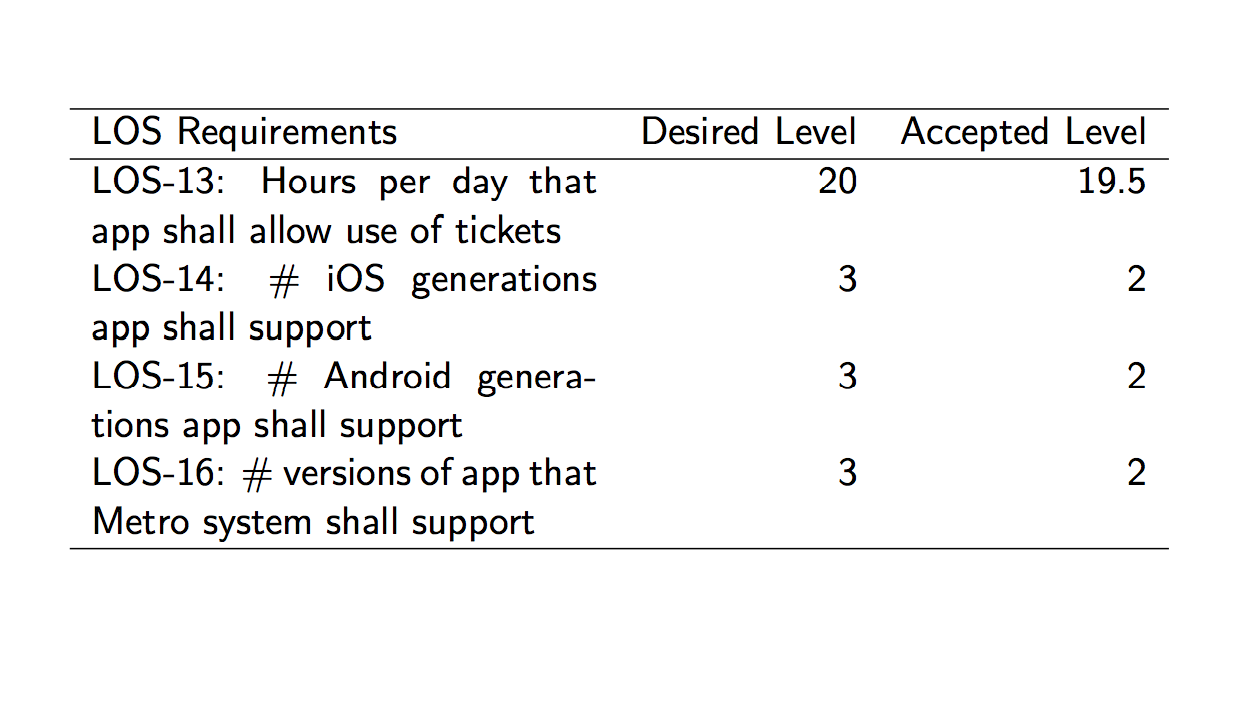 LOS Requirements Desired Level Accepted Level
LOS-13: Hours per day that 20 19.5
app shall allow use of tickets
LOS-14: # iOS generations 3 2
app shall support
LOS-15: # Android genera- 3 2
tions app shall support
LOS-16: # versions of app that 3 2
Metro system shall support